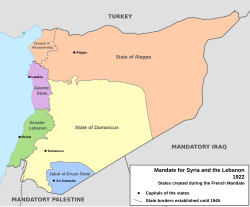 TURKEY
Sanjak of
Alexandretta
Aleppo
State of Aleppo
Latakia
Alawite
State
Greater
Lebanon
Beirut
State of Damascus
Damascus
Jabal al-Druze State
As-Suwayda
MANDATORY IRAQ
MANDATORY PALESTINE
Mandate for Syria and the Lebanon
1922
States created during the French Mandate
Capitals of the states
State borders established until 1945